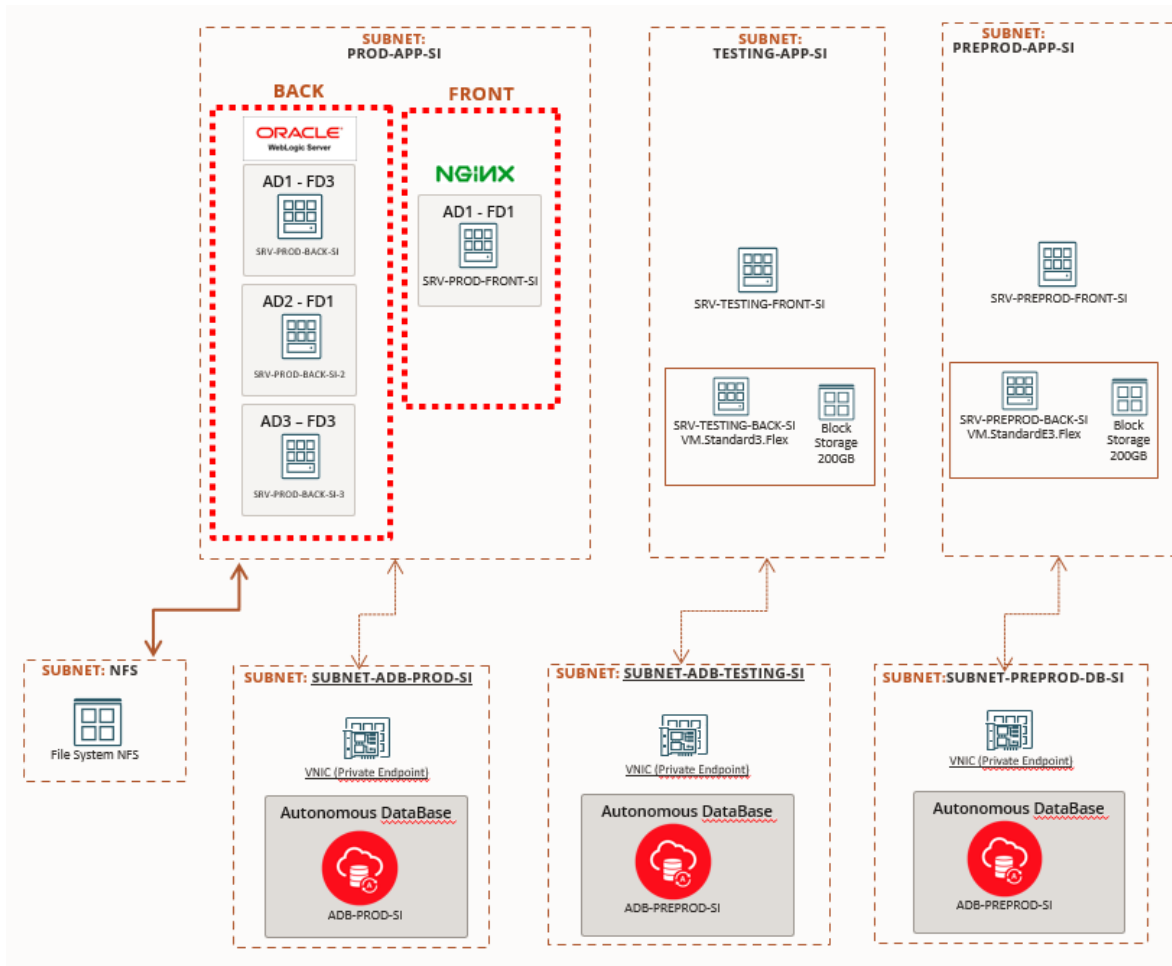 SUBNET:
PROD-APP-SI
BACK
FRONT
ORACLE
WebLogic Server
AD1 - FD3
SRV-PROD-BACK-SI
AD2 - FD1
SRV-PROD-BACK-SI-2
AD3 – FD3
SRV-PROD-BACK-SI-3
NGINX
AD1 - FD1
SRV-PROD-FRONT-SI
SUBNET:
TESTING-APP-SI
SRV-TESTING-FRONT-SI
SRV-TESTING-BACK-SI
VM.Standard3.Flex
Block
Storage
200GB
SUBNET:
PREPROD-APP-SI
SRV-PREPROD-FRONT-SI
SRV-PREPROD-BACK-SI
VM.StandardE3.Flex
Block
Storage
200GB
SUBNET: NFS
File System NFS
SUBNET: SUBNET-ADB-PROD-SI
VNIC (Private Endpoint)
Autonomous DataBase
ADB-PROD-SI
SUBNET: SUBNET-ADB-TESTING-SI
VNIC (Private Endpoint)
Autonomous DataBase
ADB-PREPROD-SI
SUBNET:SUBNET-PREPROD-DB-SI
VNIC (Private Endpoint)
Autonomous DataBase
ADB-PREPROD-SI